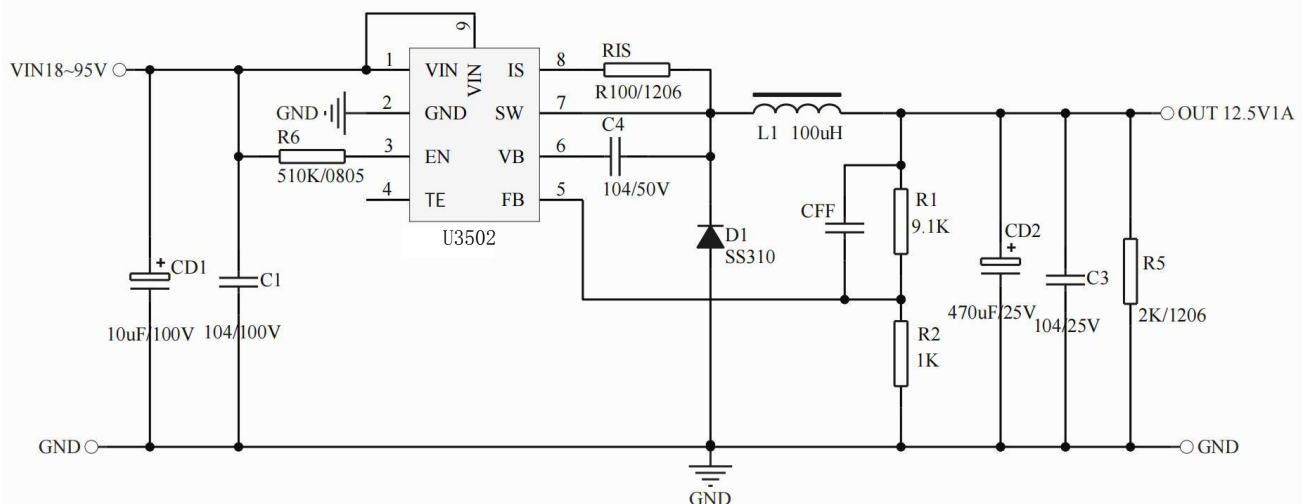 9
RIS
VIN18~95V
1
VIN
VIN
IS
8
R100/1206
GND
2
GND
SW
7
C4
L1 100uH
OUT 12.5V1A
R6
3
EN
VB
6
510K/0805
104/50V
4
TE
FB
5
U3502
CFF
R1
9.1K
D1
SS310
CD1
+
C1
10uF/100V
104/100V
CD2
+
470uF/25V
C3
104/25V
R5
2K/1206
R2
1K
GND
GND
GND